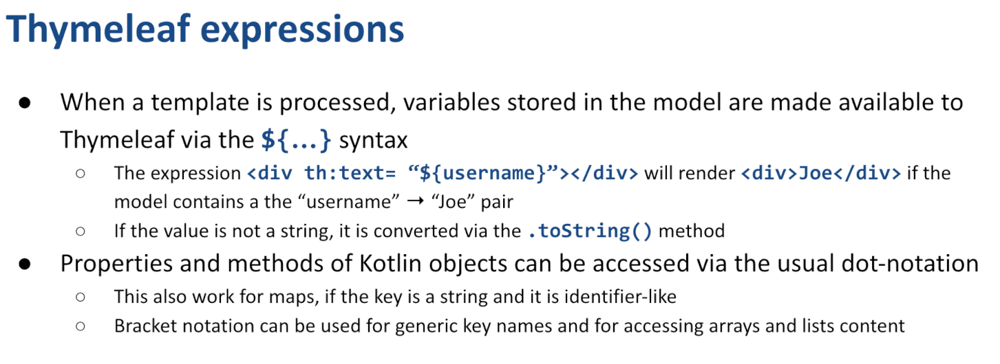 Thymeleaf expressions
● When a template is processed, variables stored in the model are made available to
Thymeleaf via the ${...} syntax
○ The expression <div th:text= “${username}”></div> will render <div>Joe</div> if the
model contains a the “username” → “Joe” pair
○ If the value is not a string, it is converted via the .toString() method
● Properties and methods of Kotlin objects can be accessed via the usual dot-notation
○ This also work for maps, if the key is a string and it is identifier-like
○ Bracket notation can be used for generic key names and for accessing arrays and lists content